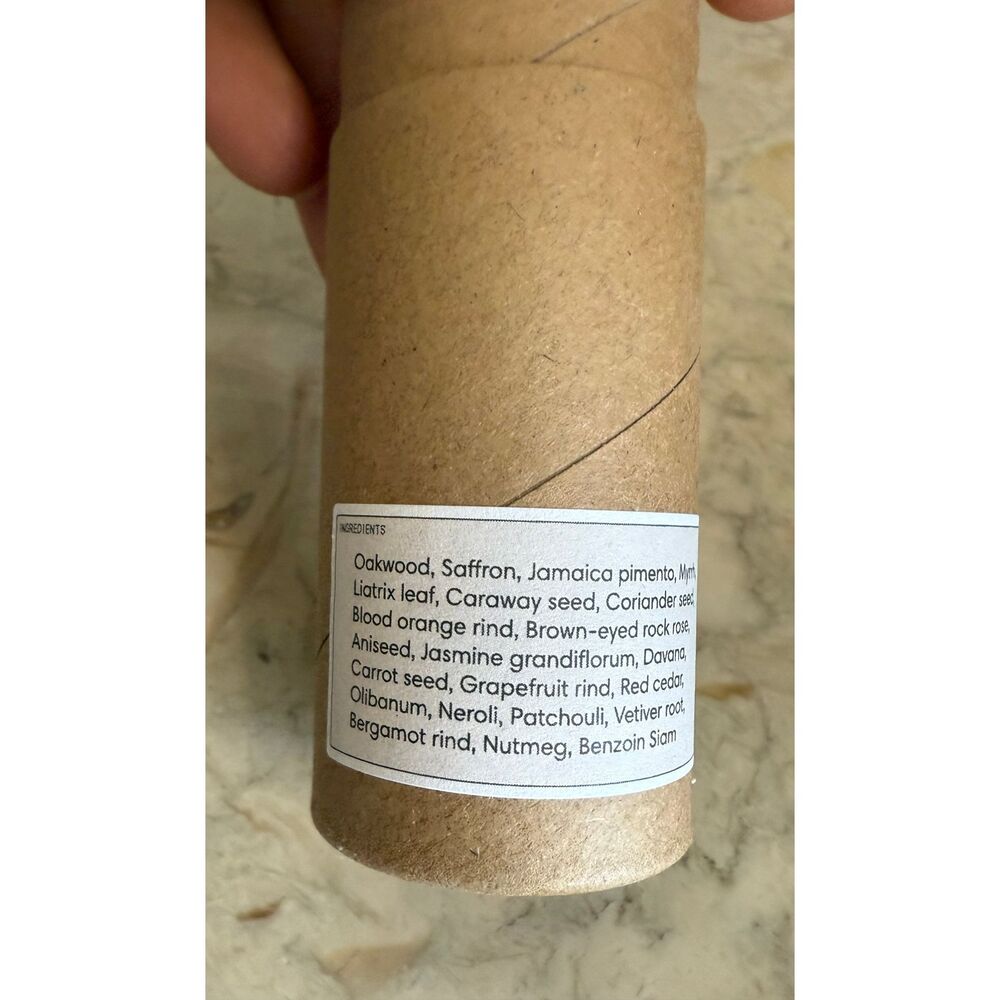 INGREDIENTS
Oakwood, Saffron, Jamaica pimento, Myrrh,
Liatrix leaf, Caraway seed, Coriander seed,
Blood orange rind, Brown-eyed rock rose,
Aniseed, Jasmine grandiflorum, Davana,
Carrot seed, Grapefruit rind, Red cedar,
Olibanum, Neroli, Patchouli, Vetiver root,
Bergamot rind, Nutmeg, Benzoin Siam